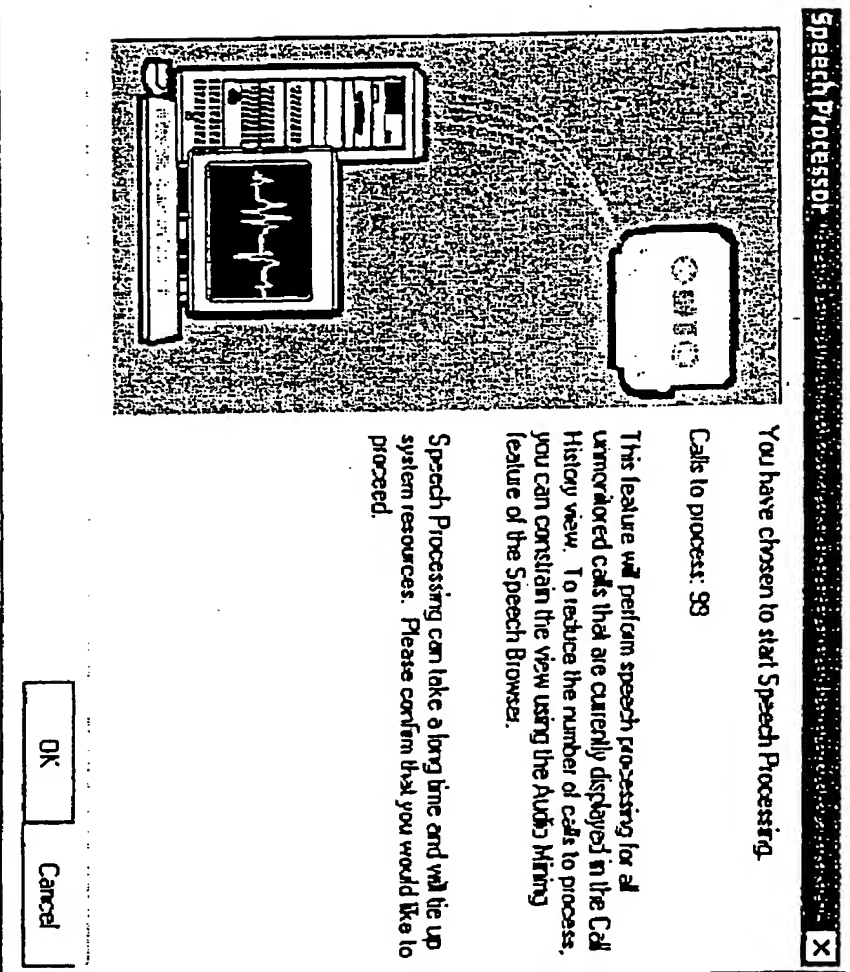 Speech Processor
You have chosen to start Speech Processing.
Calls to process: 99
This feature will perform speech processing for all
unmonitored calls that are currently displayed in the Call
History view. To reduce the number of calls to process,
you can constrain the view using the Audio Mining
feature of the Speech Browser.
Speech Processing can take a long time and will tie up
system resources. Please confirm that you would like to
proceed.
OK
Cancel